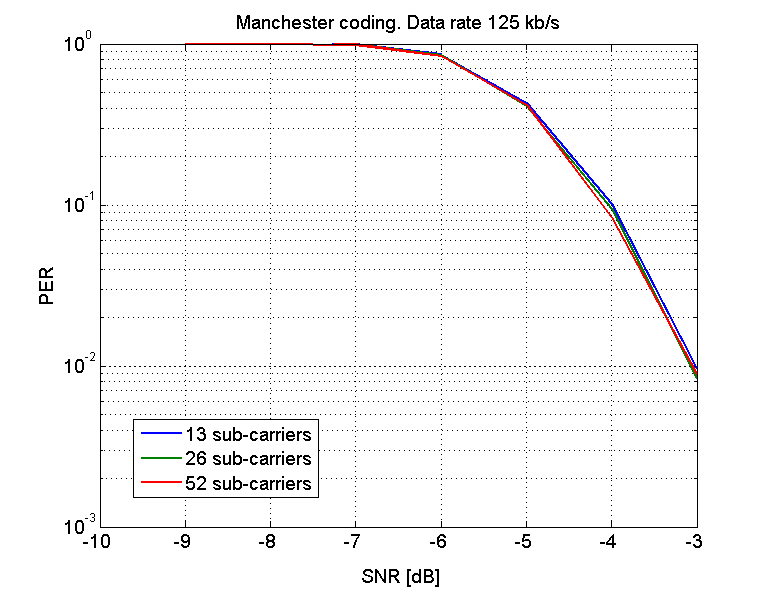 Manchester coding. Data rate 125 kb/s
10^0
10^-1
10^-2
10^-3
PER
13 sub-carriers
26 sub-carriers
52 sub-carriers
-10 -9 -8 -7 -6 -5 -4 -3
SNR [dB]